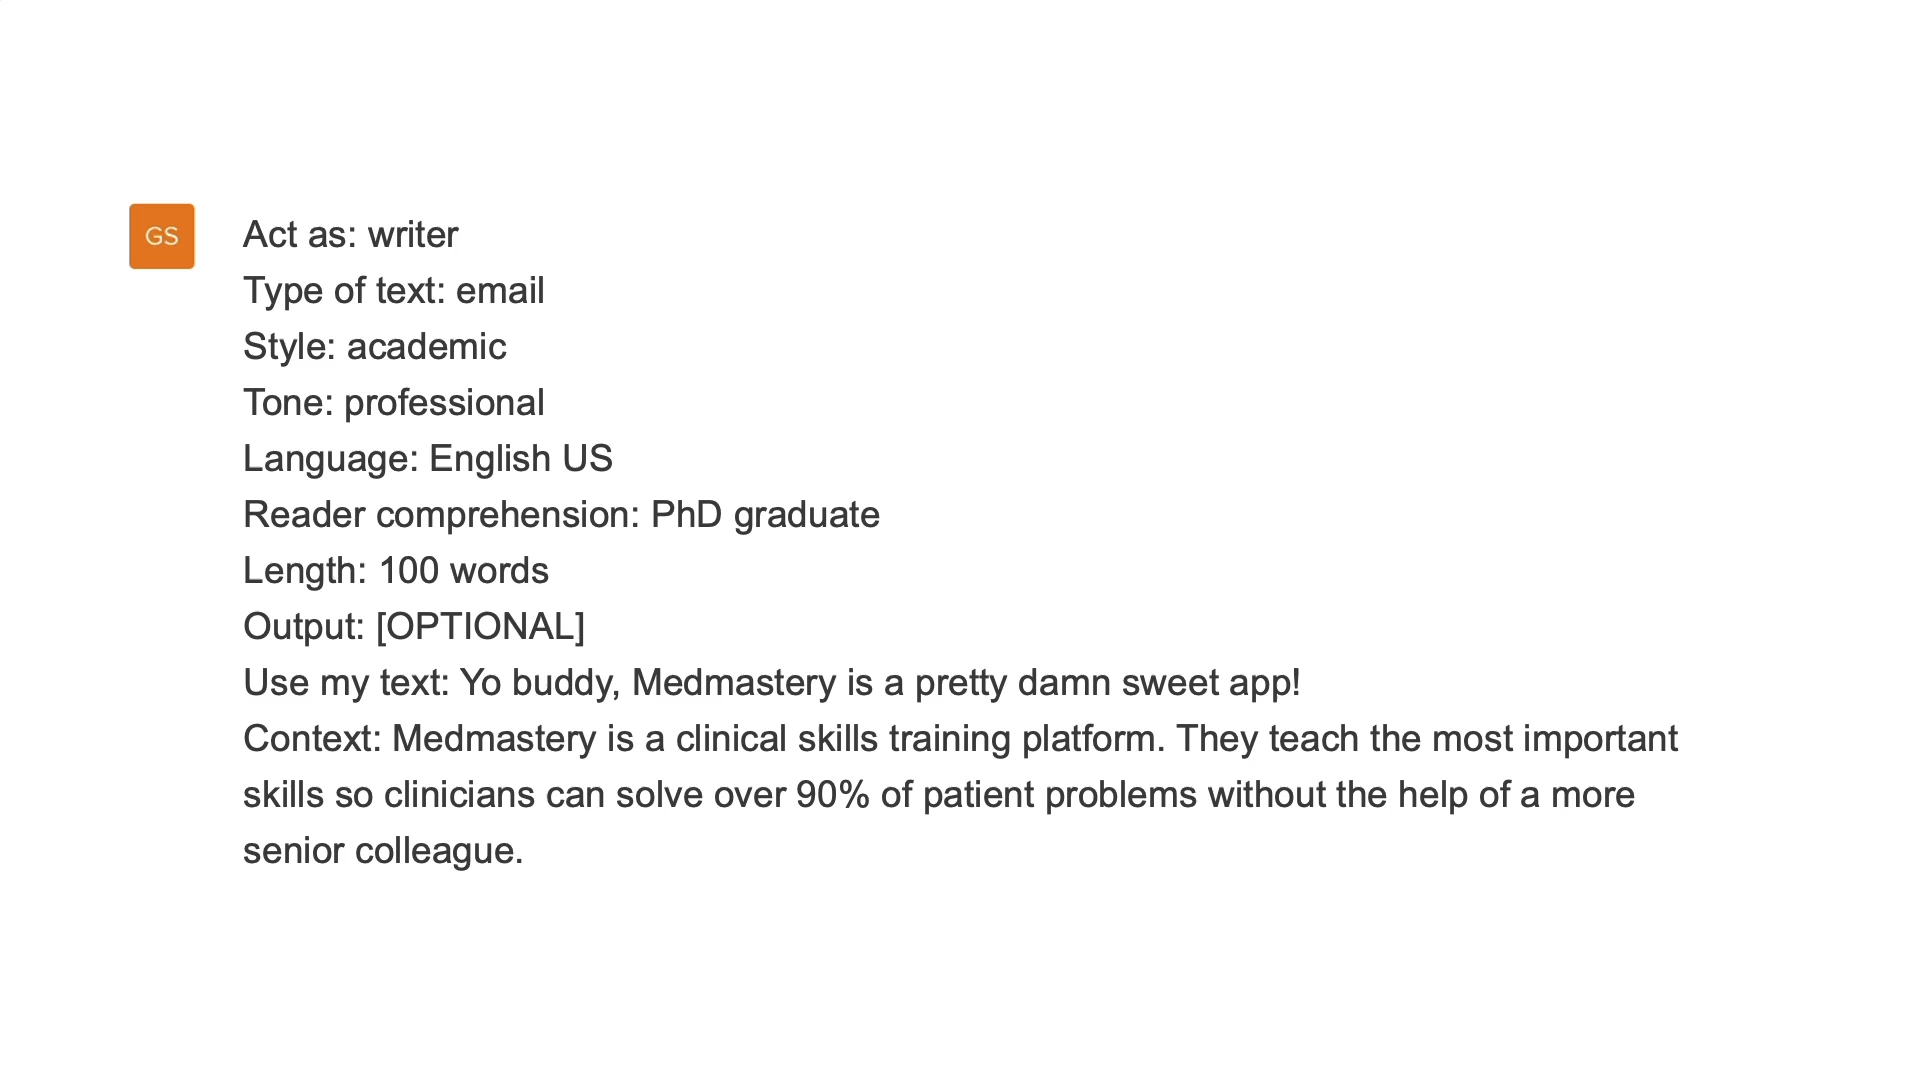 GS
Act as: writer
Type of text: email
Style: academic
Tone: professional
Language: English US
Reader comprehension: PhD graduate
Length: 100 words
Output: [OPTIONAL]
Use my text: Yo buddy, Medmastery is a pretty damn sweet app!
Context: Medmastery is a clinical skills training platform. They teach the most important
skills so clinicians can solve over 90% of patient problems without the help of a more
senior colleague.